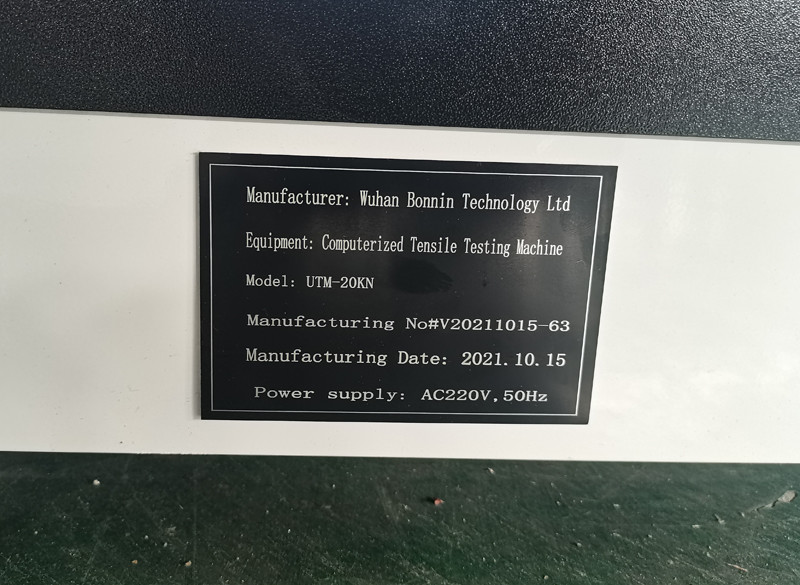 Manufacturer: Wuhan Bonnin Technology Ltd
Equipment: Computerized Tensile Testing Machine
Model: UTM-20KN
Manufacturing No#V20211015-63
Manufacturing Date: 2021.10.15
Power supply: AC220V,50Hz